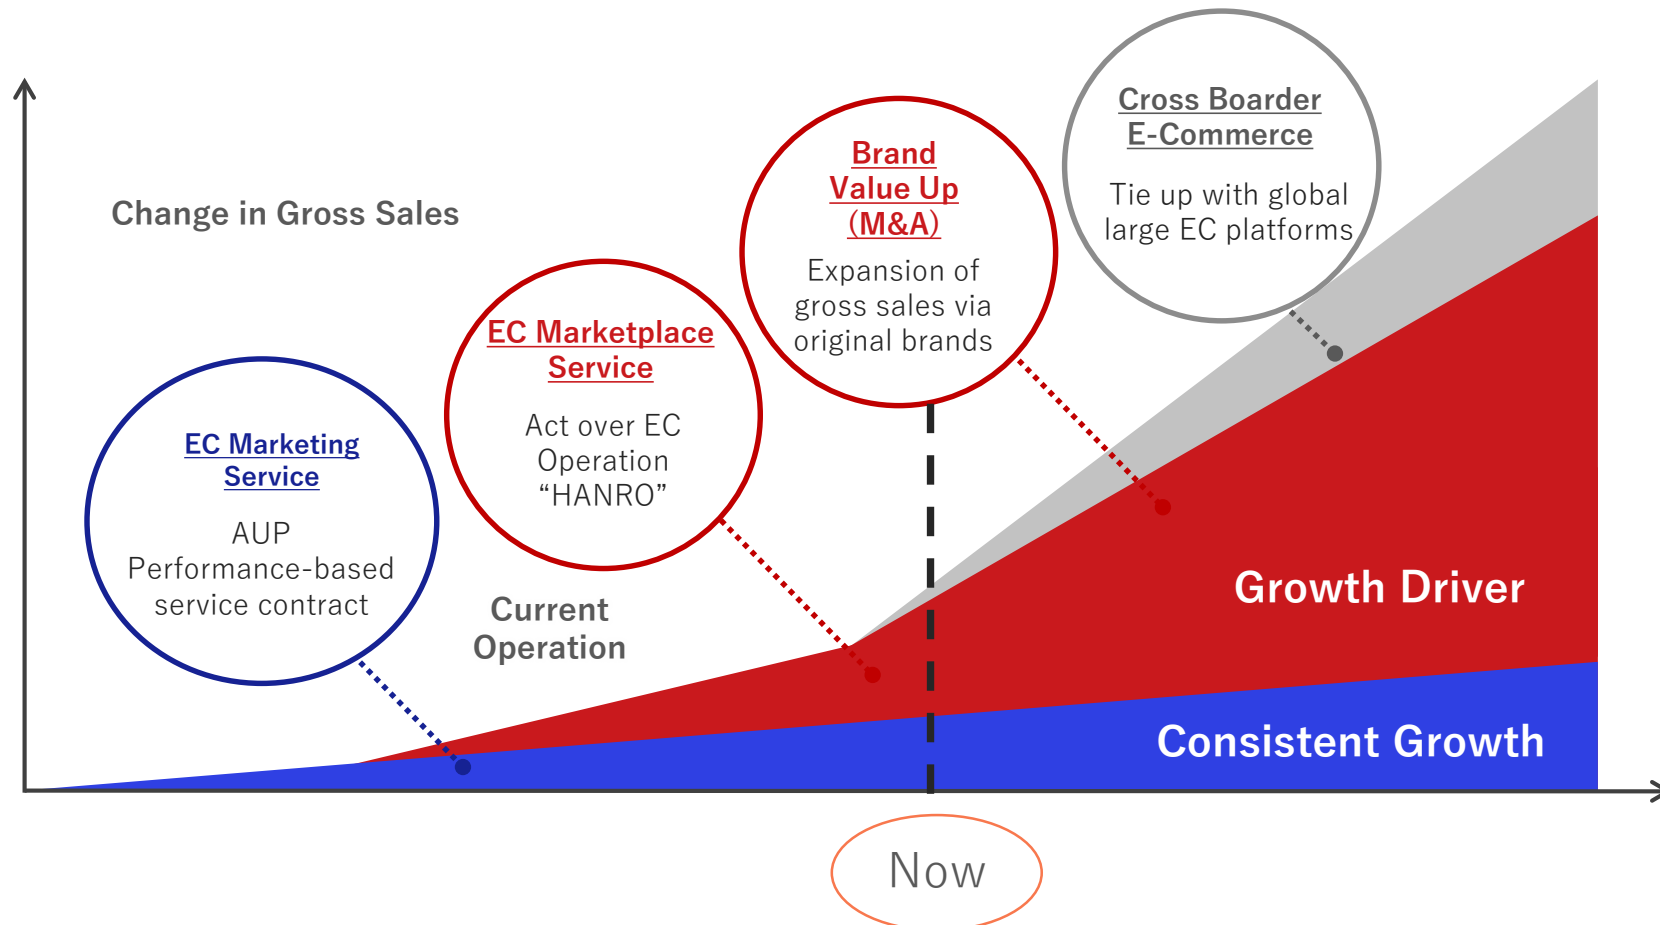 Change in Gross Sales
EC Marketing
Service
AUP
Performance-based
service contract
EC Marketplace
Service
Act over EC
Operation
“HANRO”
Current
Operation
Brand
Value Up
(M&A)
Expansion of
gross sales via
original brands
Cross Boarder
E-Commerce
Tie up with global
large EC platforms
Growth Driver
Consistent Growth
Now